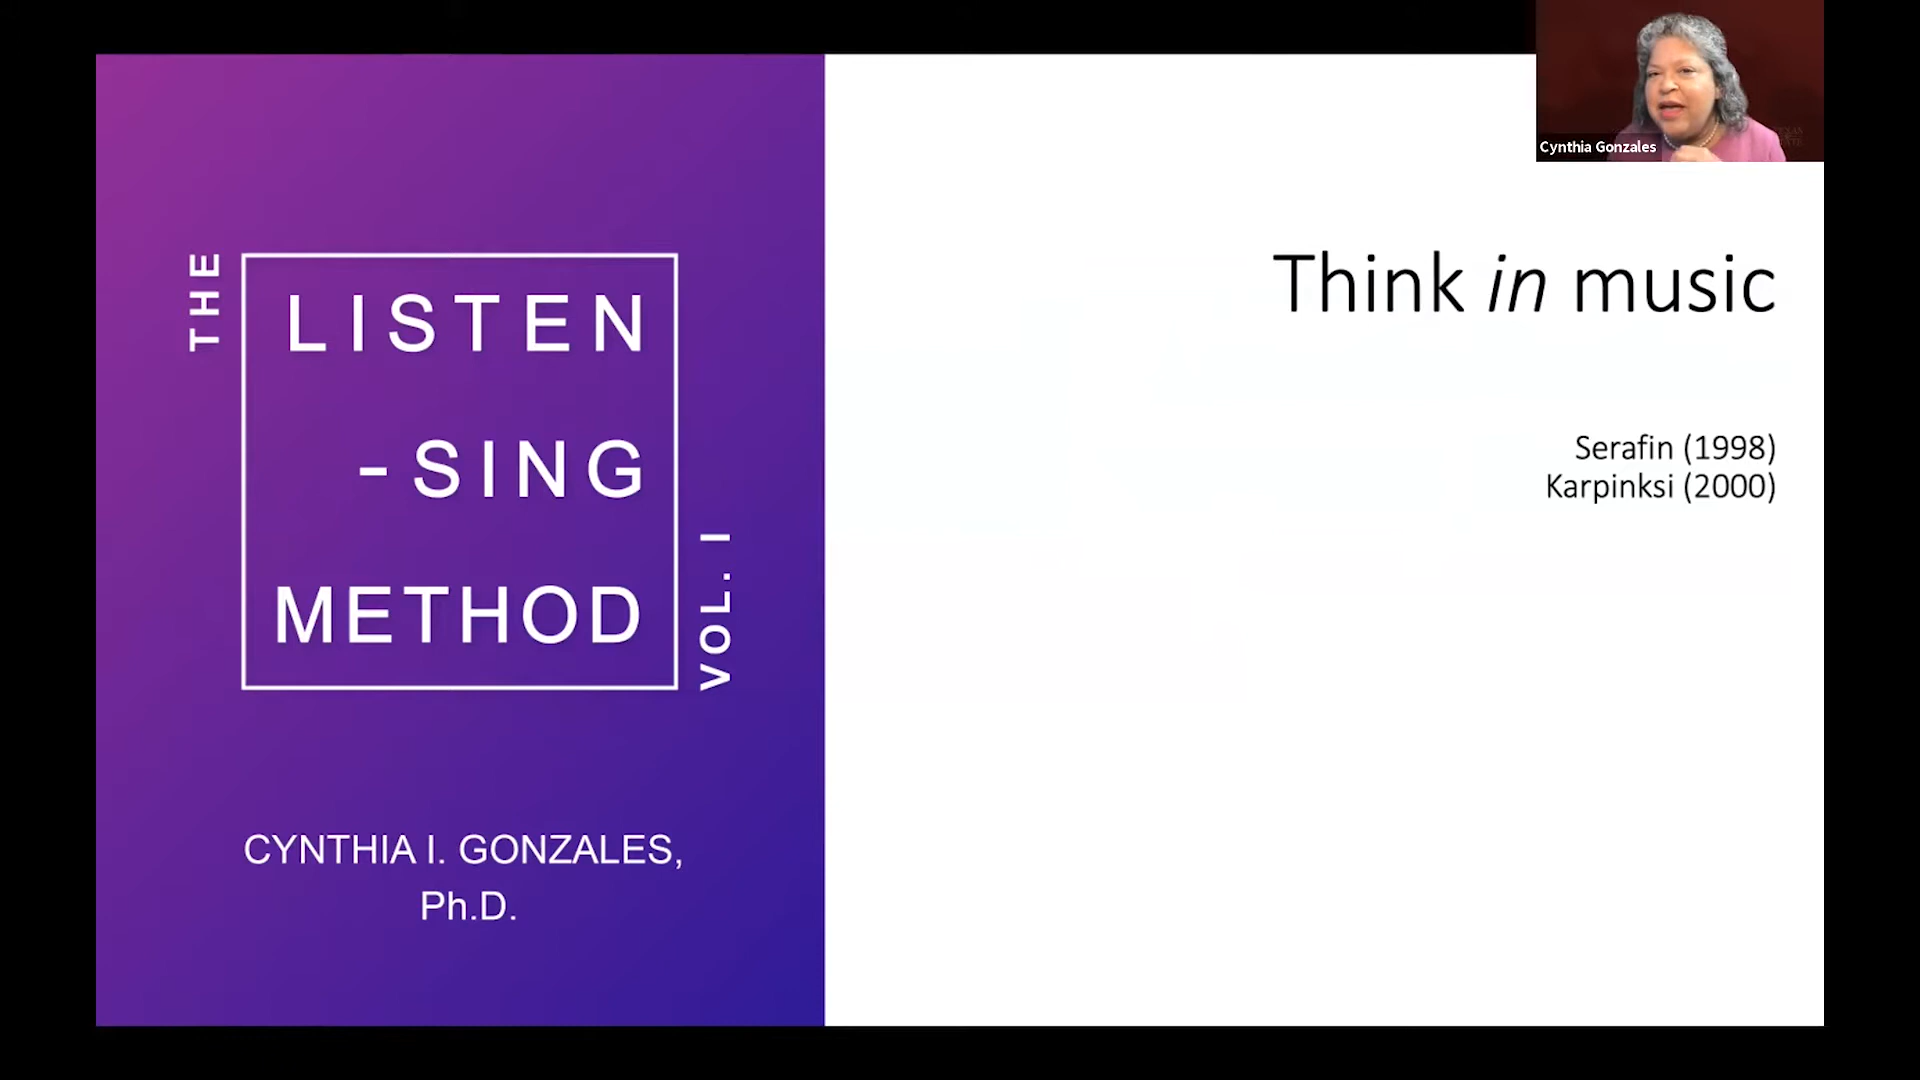 THE
LISTEN
-SING
METHOD
VOL. I
CYNTHIA I. GONZALES,
Ph.D.
Think in music
Serafin (1998)
Karpinksi (2000)
Cynthia Gonzales